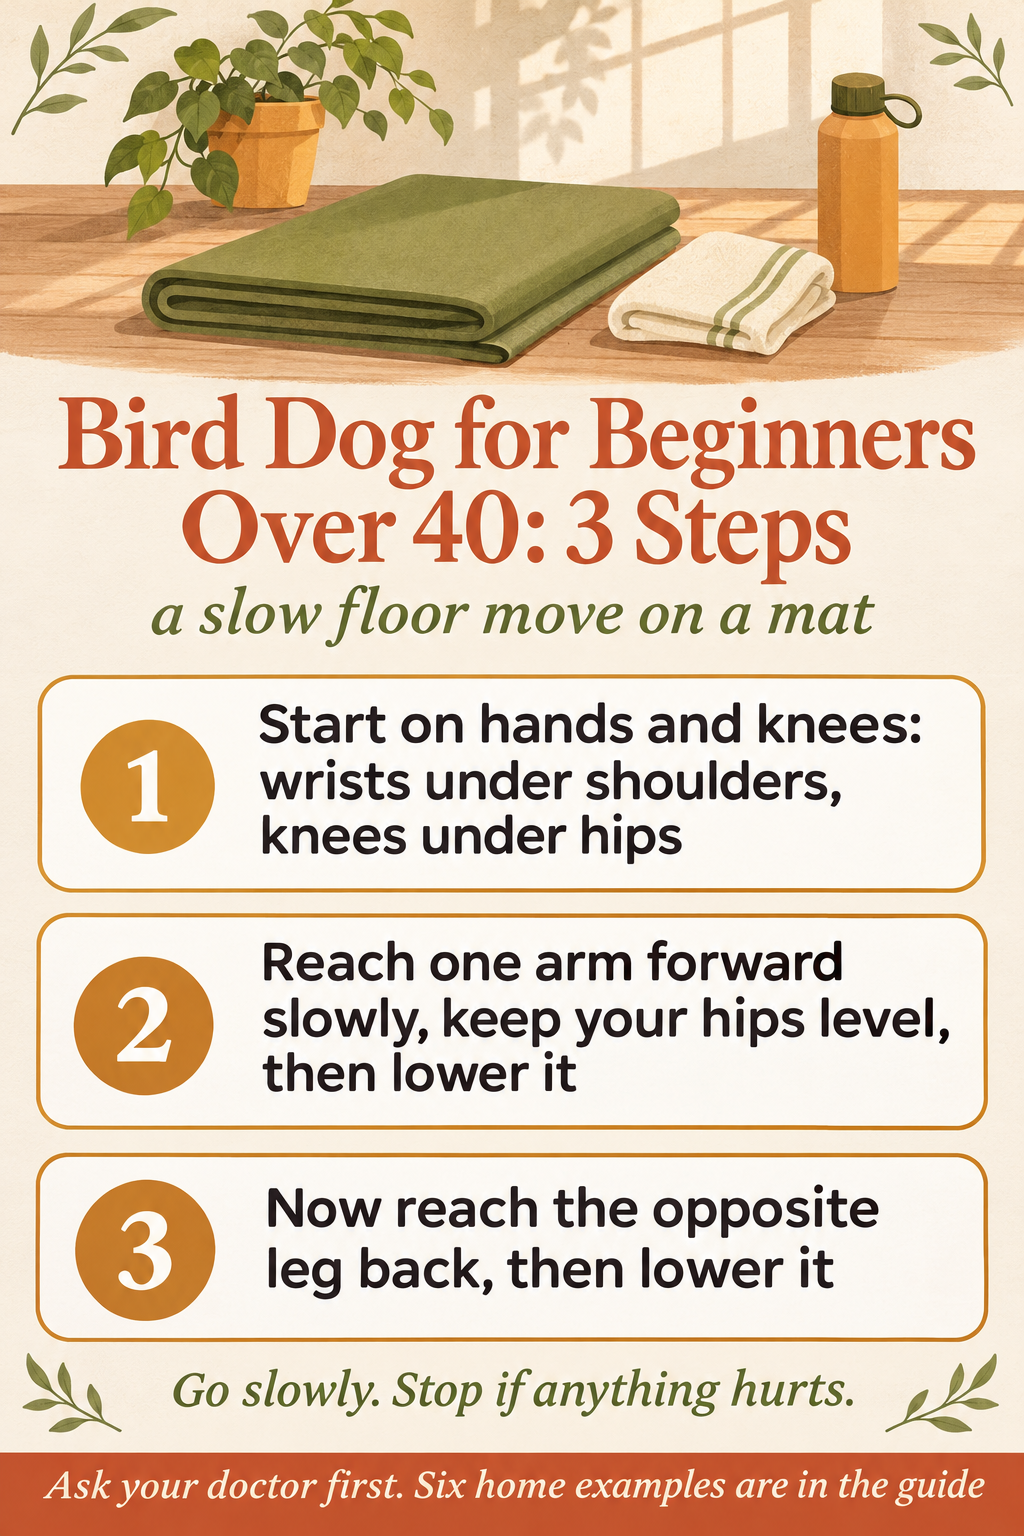 Bird Dog for Beginners
Over 40: 3 Steps
a slow floor move on a mat
1
Start on hands and knees:
wrists under shoulders,
knees under hips
2
Reach one arm forward
slowly, keep your hips level,
then lower it
3
Now reach the opposite
leg back, then lower it
Go slowly. Stop if anything hurts.
Ask your doctor first. Six home examples are in the guide